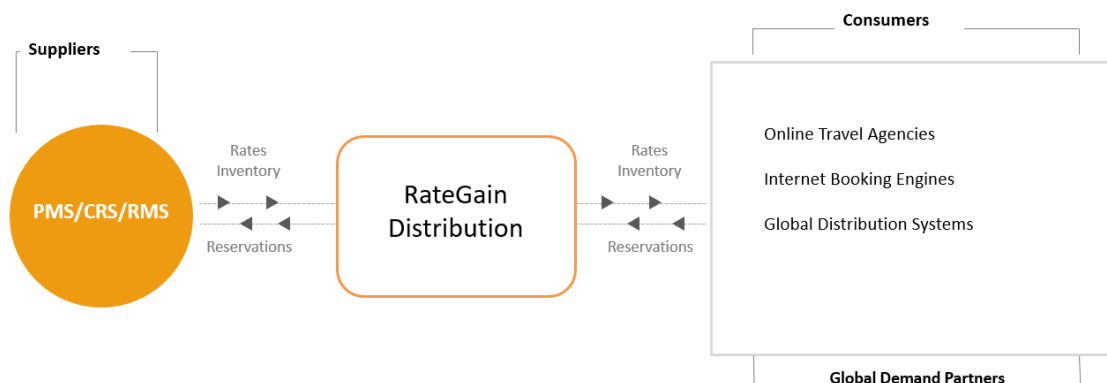 Suppliers
Consumers
PMS/CRS/RMS
Rates
Inventory
Reservations
RateGain
Distribution
Rates
Inventory
Reservations
Online Travel Agencies
Internet Booking Engines
Global Distribution Systems
Global Demand Partners